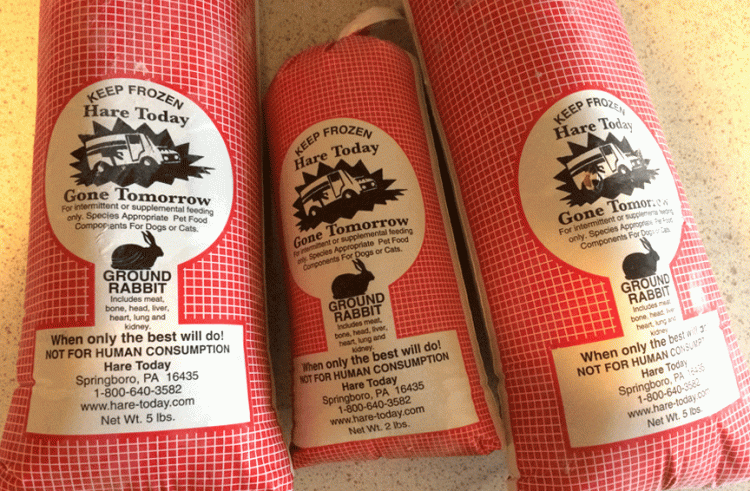 KEEP FROZEN
Hare Today
Gone Tomorrow
For intermittent or supplemental feeding
only. Species Appropriate Pet Food
Components For Dogs or Cats.
GROUND
RABBIT
Includes meat,
bone, head, liver,
heart, lung and
kidney.
When only the best will do!
NOT FOR HUMAN CONSUMPTION
Hare Today
Springboro, PA 16435
1-800-640-3582
www.hare-today.com
Net Wt. 5 lbs.
KEEP FROZEN
Hare Today
Gone Tomorrow
For intermittent or supplemental feeding
only. Species Appropriate Pet Food
Components For Dogs or Cats.
GROUND
RABBIT
Includes meat,
bone, head, liver,
heart, lung and
kidney.
When only the best will do!
NOT FOR HUMAN CONSUMPTION
Hare Today
Springboro, PA 16435
1-800-640-3582
www.hare-today.com
Net Wt. 2 lbs.
KEEP FROZEN
Hare Today
Gone
For intermittent or supplemental feeding
only. Species Appropriate Pet
Components For Dogs or Cats.
GROUND
RABBIT
Includes meat,
bone, head, liver,
heart, lung and
kidney.
When only the best
NOT FOR HUMAN
Hare Today
Springboro, PA
1-800-640-3582
Net Wt. 5 lbs.